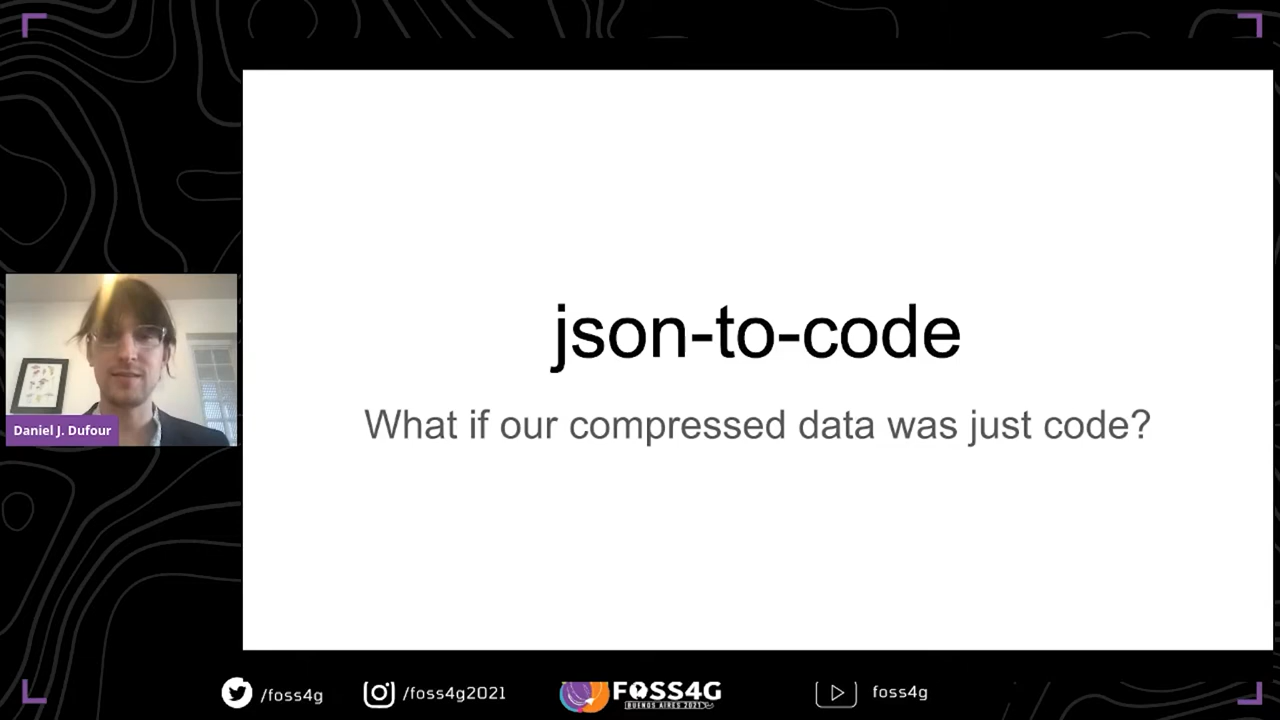 json-to-code
What if our compressed data was just code?
Daniel J. Dufour
/foss4g
/foss4g2021
FOSS4G
BUENOS AIRES 2021
foss4g